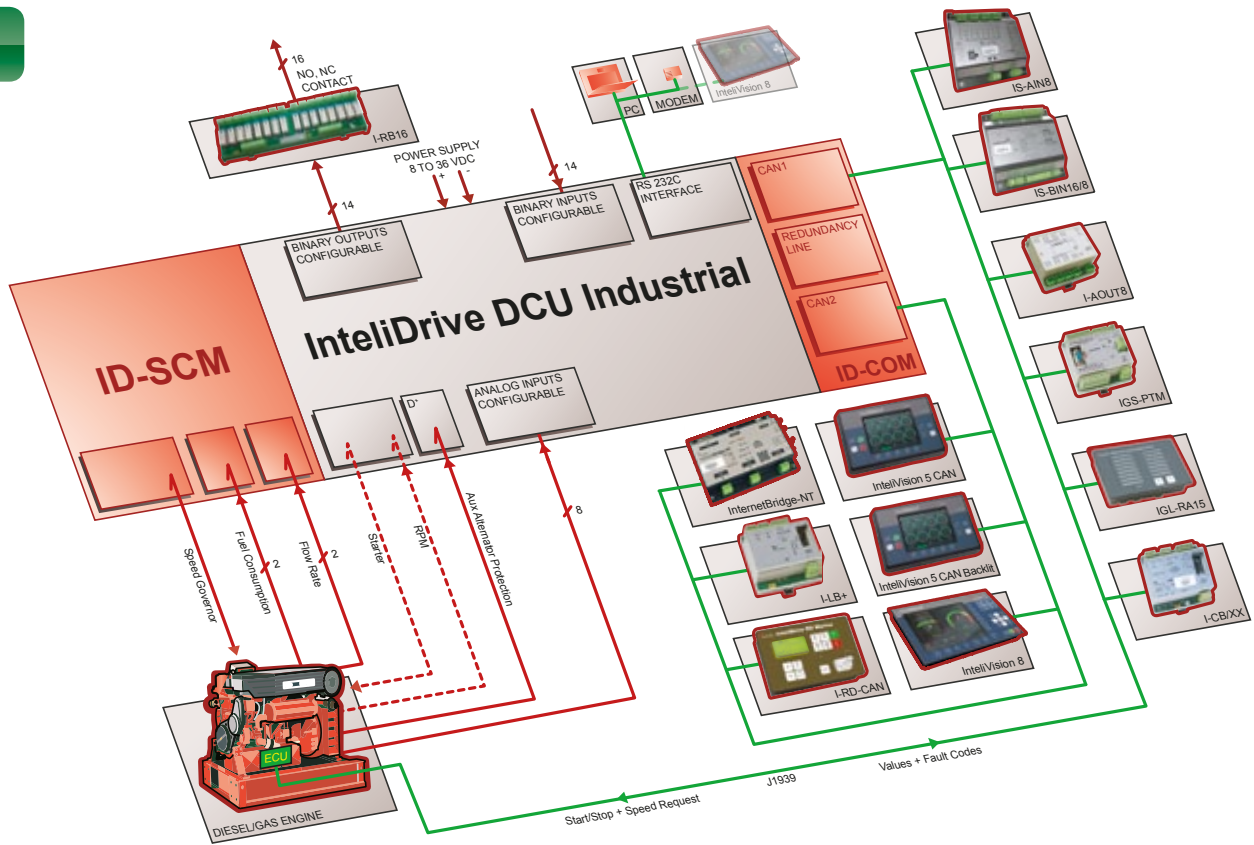 16
NO, NC
CONTACT
I-RB16
14
POWER SUPPLY
8 TO 36 VDC
+ -
14
PC
MODEM
InteliVision 8
BINARY OUTPUTS
CONFIGURABLE
BINARY INPUTS
CONFIGURABLE
RS 232C
INTERFACE
CAN1
REDUNDANCY
LINE
CAN2
ID-COM
InteliDrive DCU Industrial
ID-SCM
D+
ANALOG INPUTS
CONFIGURABLE
Speed Governor
Fuel Consumption
2
Flow Rate
2
Starter
RPM
Aux Alternator Protection
8
IS-AIN8
IS-BIN16/8
I-AOUT8
IGS-PTM
IGL-RA15
I-CB/XX
InternetBridge-NT
InteliVision 5 CAN
I-LB+
InteliVision 5 CAN Backlit
I-RD-CAN
InteliVision 8
ECU
DIESEL/GAS ENGINE
Start/Stop + Speed Request
J1939
Values + Fault Codes